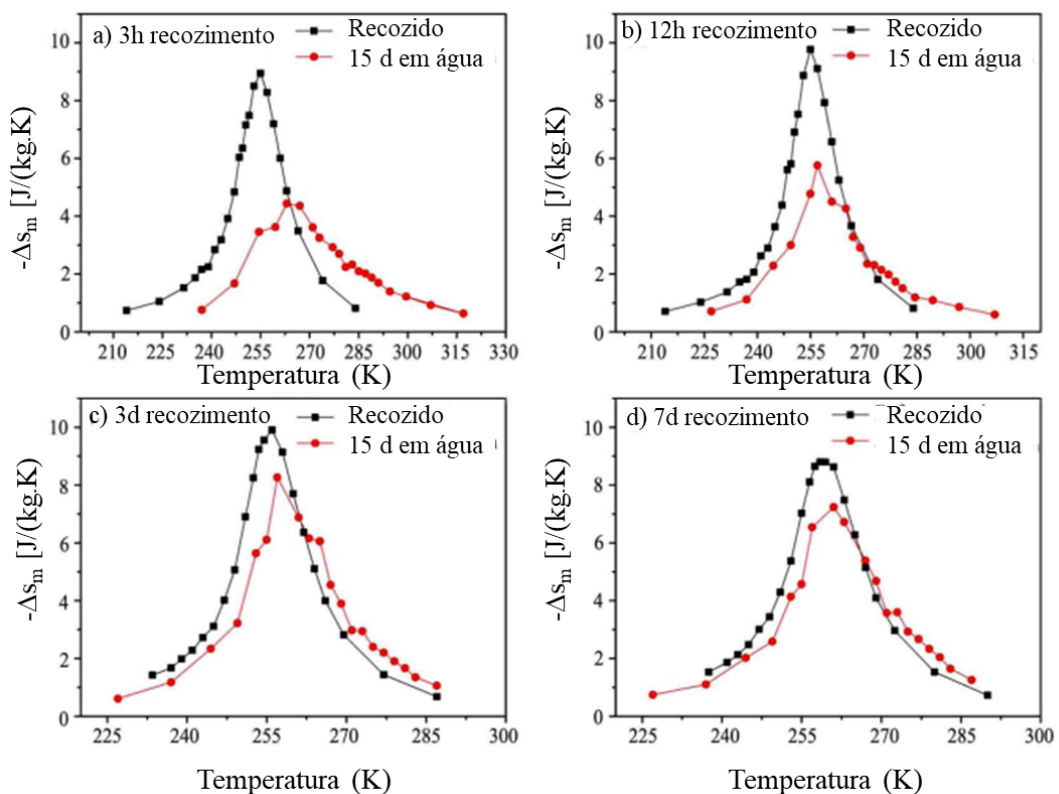 a) 3h recozimento
Recozido
15 d em água
-Δsm [J/(kg.K]
10
8
6
4
2
0
210 225 240 255 270 285 300 315 330
Temperatura (K)
b) 12h recozimento
Recozido
15 d em água
-Δsm [J/(kg.K]
10
8
6
4
2
0
210 225 240 255 270 285 300 315
Temperatura (K)
c) 3d recozimento
Recozido
15 d em água
-Δsm [J/(kg.K]
10
8
6
4
2
0
225 240 255 270 285 300
Temperatura (K)
d) 7d recozimento
Recozido
15 d em água
-Δsm [J/(kg.K]
10
8
6
4
2
0
225 240 255 270 285 300
Temperatura (K)